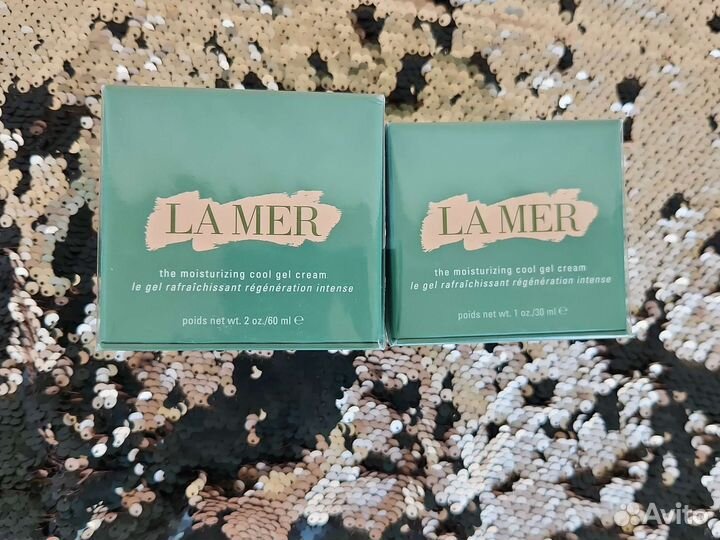 LA MER
the moisturizing cool gel cream
le gel rafraîchissant régénération intense
poids net wt. 2 oz./60 ml ℮
LA MER
the moisturizing cool gel cream
le gel rafraîchissant régénération intense
poids net wt. 1 oz./30 ml ℮
Avito